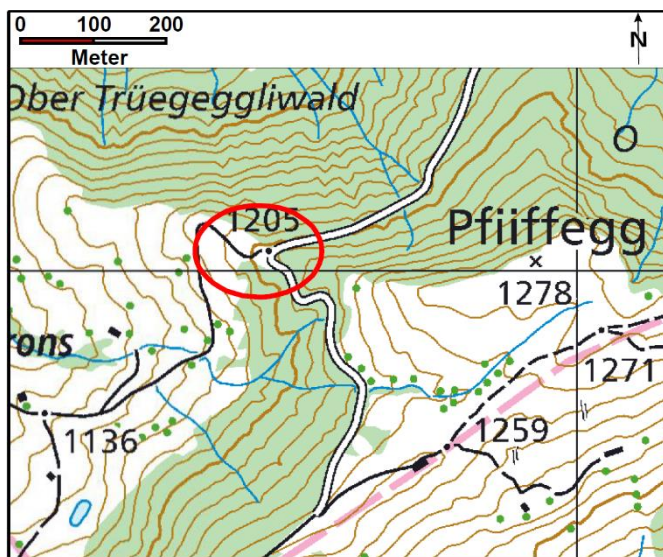 0 100 200
Meter
N
Ober Trüegeggliwald
O
1205
Pfiiffegg
1278
rons
1271
1259
1136